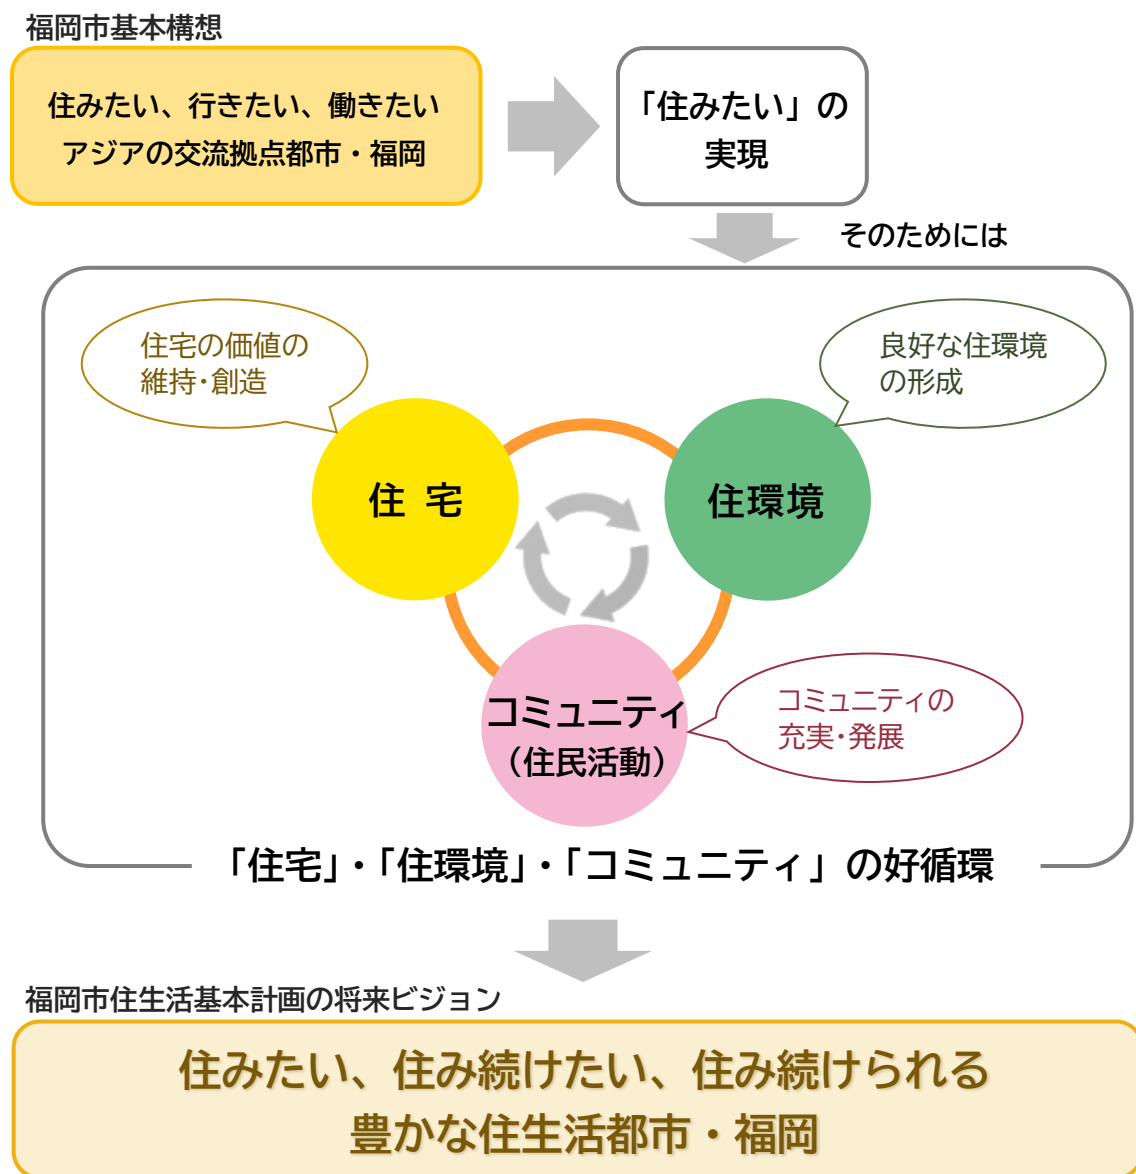 福岡市基本構想
住みたい、行きたい、働きたい
アジアの交流拠点都市・福岡
「住みたい」の
実現
そのためには
住宅の価値の
維持・創造
良好な住環境
の形成
住 宅
住環境
コミュニティ
（住民活動）
コミュニティの
充実・発展
「住宅」・「住環境」・「コミュニティ」の好循環
福岡市住生活基本計画の将来ビジョン
住みたい、住み続けたい、住み続けられる
豊かな住生活都市・福岡